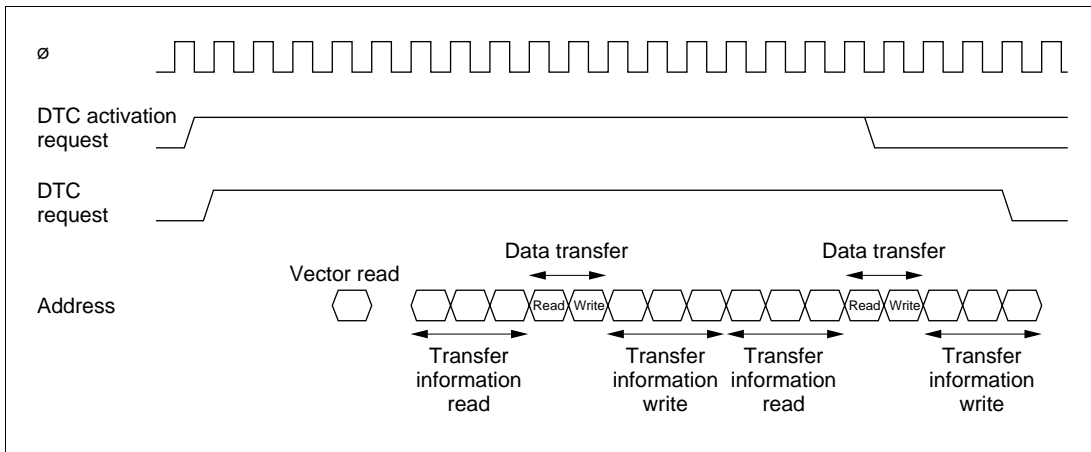 ø
DTC activation
request
DTC
request
Data transfer
Data transfer
Vector read
Address
Read Write
Read Write
Transfer
information
read
Transfer
information
write
Transfer
information
read
Transfer
information
write